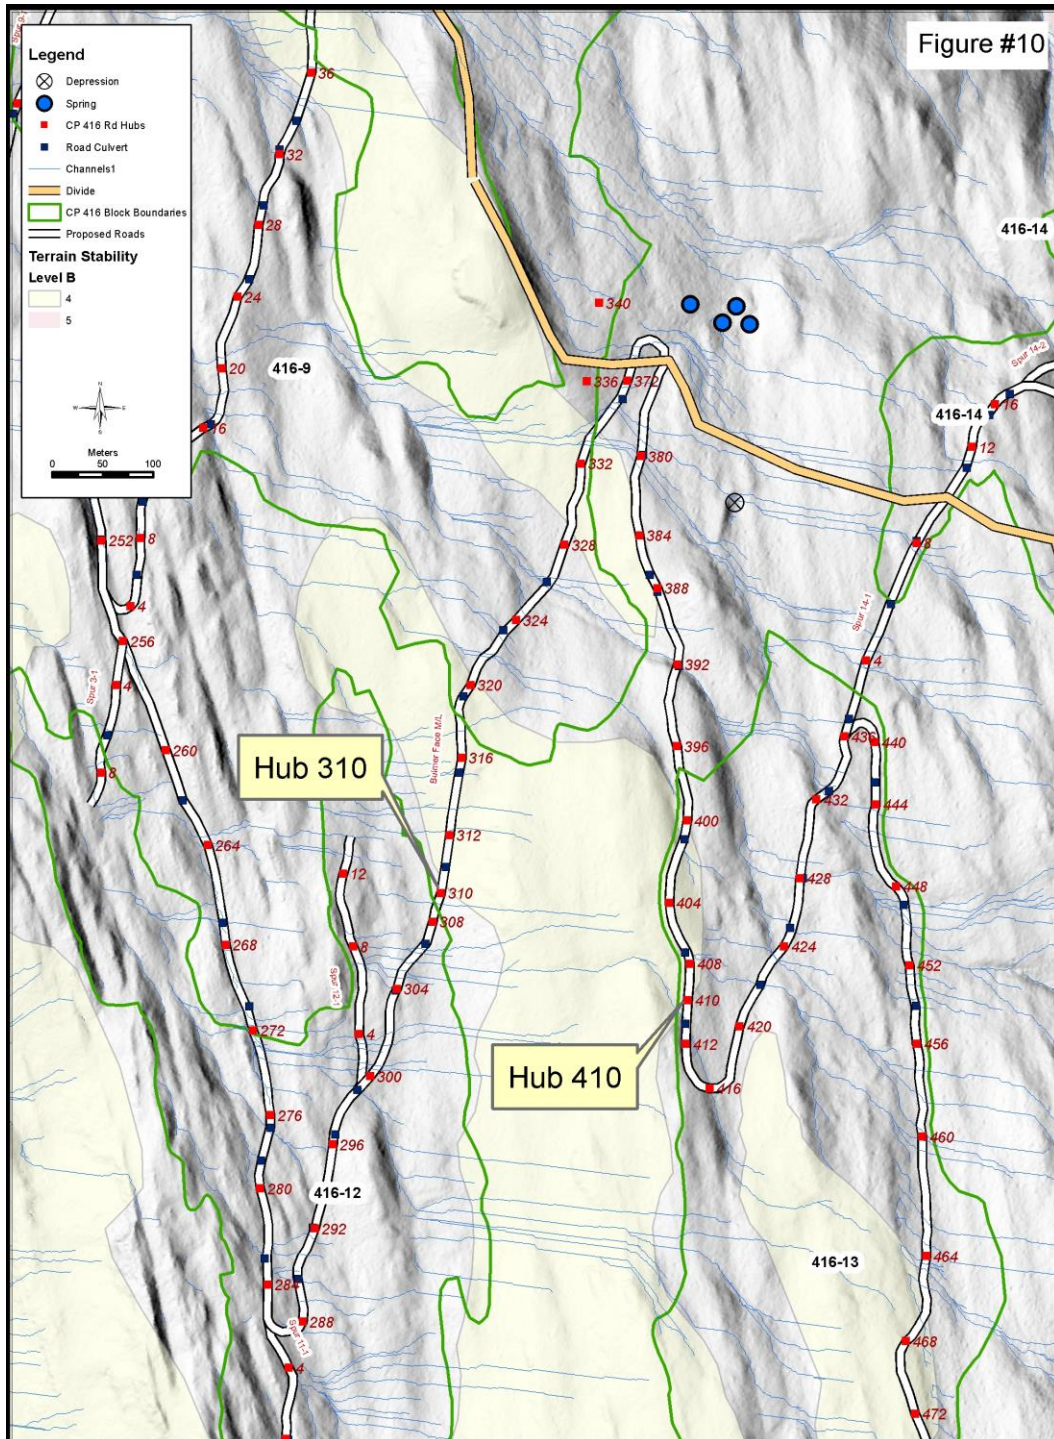 Figure #10
Spur 9-1
Legend
Depression
Spring
CP 416 Rd Hubs
Road Culvert
Channels1
Divide
CP 416 Block Boundaries
Proposed Roads
Terrain Stability
Level B
4
5
N
W
E
S
Meters
0 50 100
36
32
28
24
20
16
416-9
416-14
340
336
372
Spur 14-2
16
416-14
12
332
380
8
252
8
384
328
388
4
324
256
Spur 14-1
4
392
4
Spur 3-1
320
Bulmer Face M/L
436
440
260
396
316
8
Hub 310
432
444
400
312
264
12
428
448
310
404
308
268
8
424
408
452
304
Spur 12-1
410
456
4
272
420
412
Hub 410
300
416
276
296
460
280
416-12
292
464
416-13
284
288
Spur 11-1
468
4
472